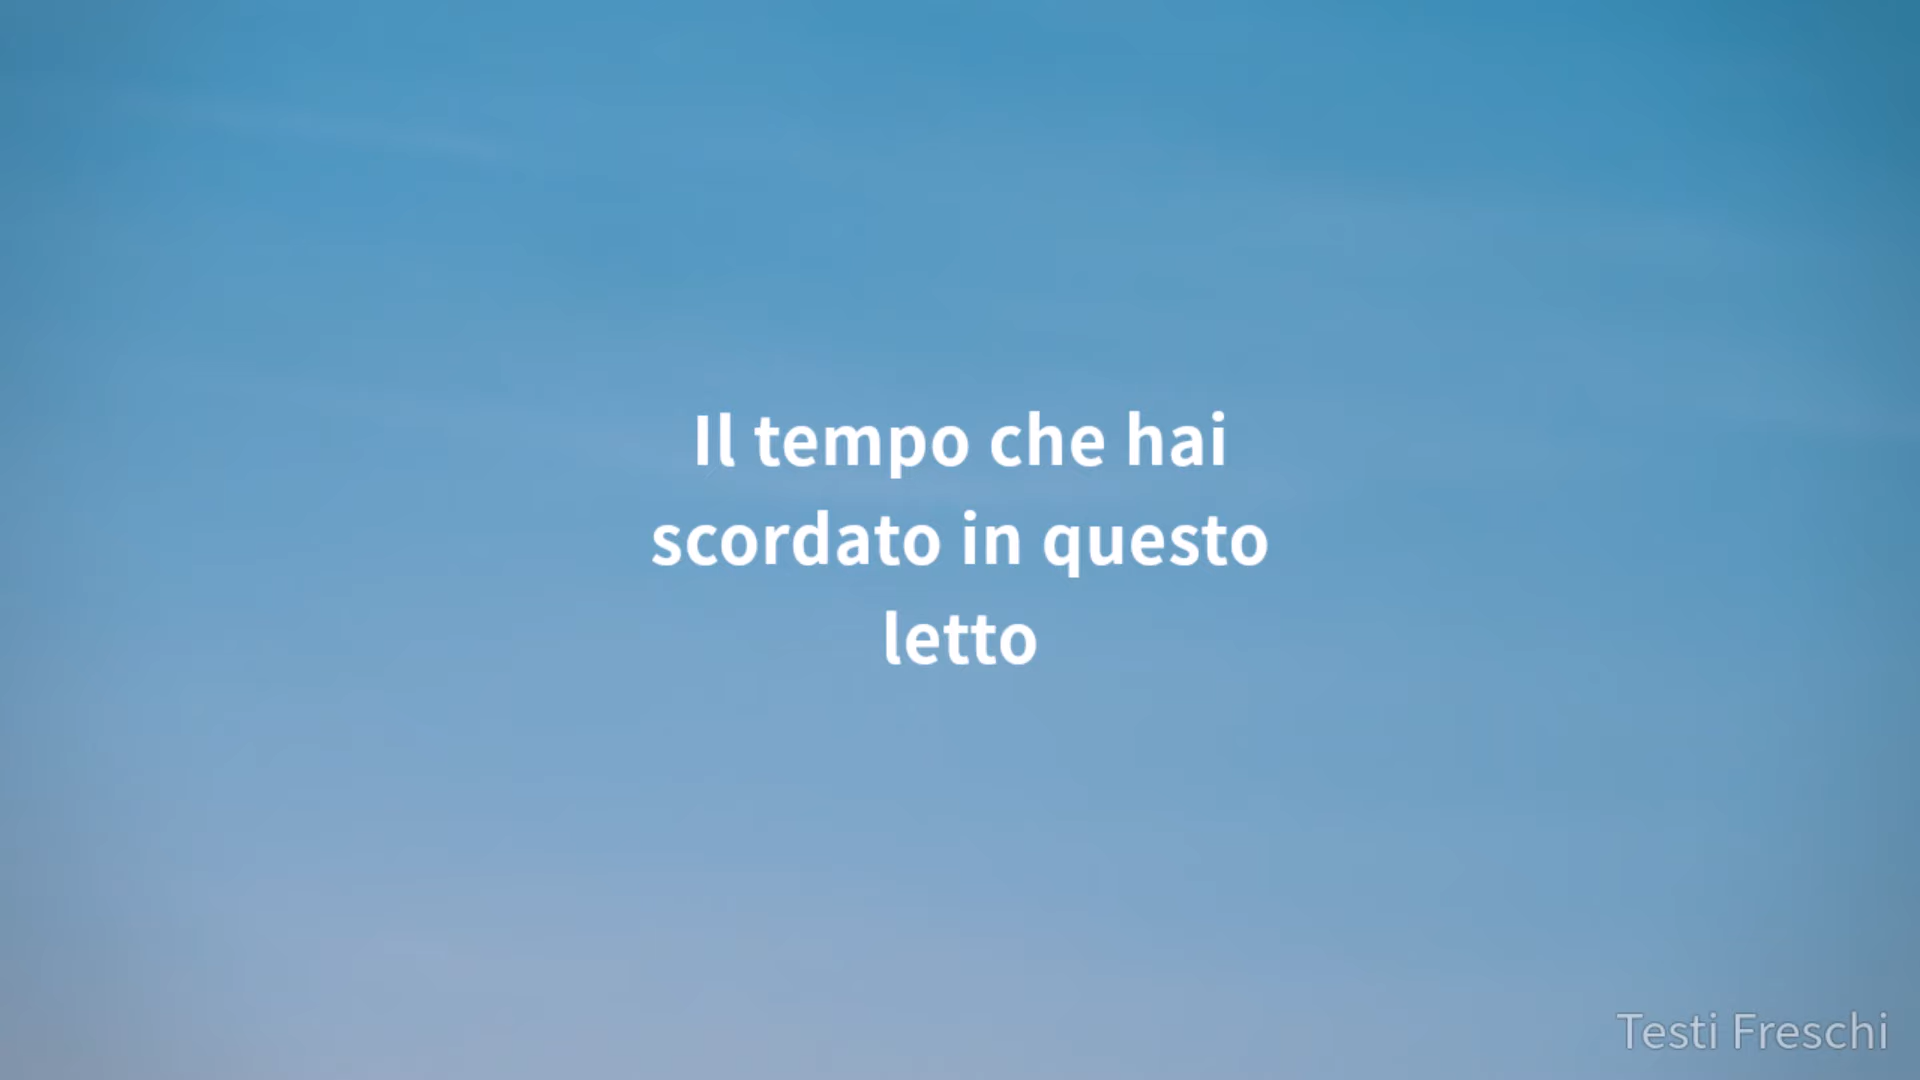 Il tempo che hai
scordato in questo
letto
Testi Freschi